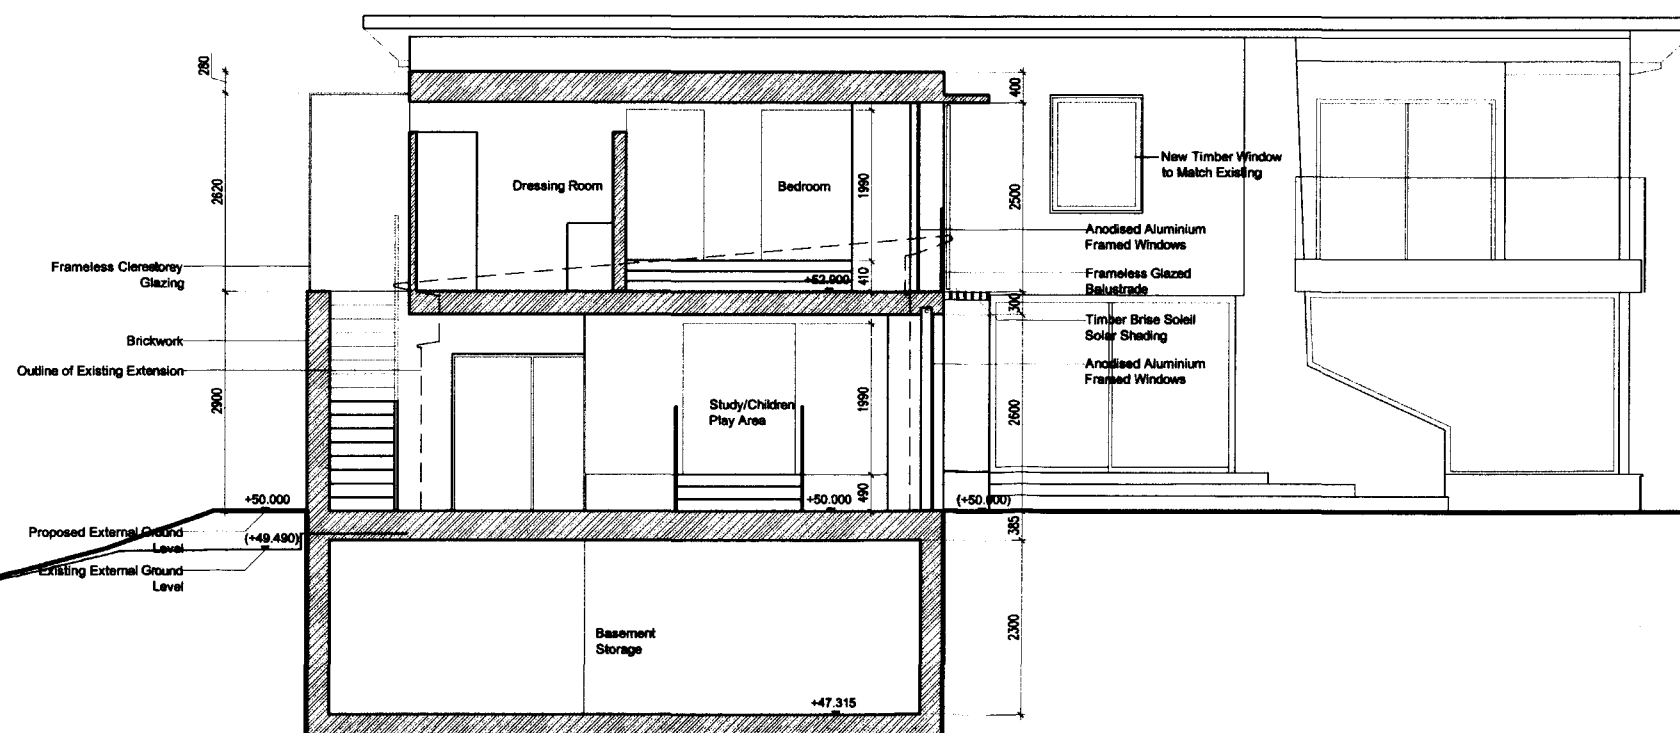 280
400
New Timber Window
to Match Existing
Dressing Room
Bedroom
1990
2620
2500
Anodised Aluminium
Framed Windows
Frameless Clerestorey
Glazing
Frameless Glazed
Balustrade
410
+52.900
300
Timber Brise Soleil
Solar Shading
Brickwork
Outline of Existing Extension
Anodised Aluminium
Framed Windows
2900
1990
2600
Study/Children
Play Area
490
+50.000
+50.000
(+50.000)
Proposed External Ground
Level
(+49.490)
385
Existing External Ground
Level
Basement
Storage
2300
+47.315